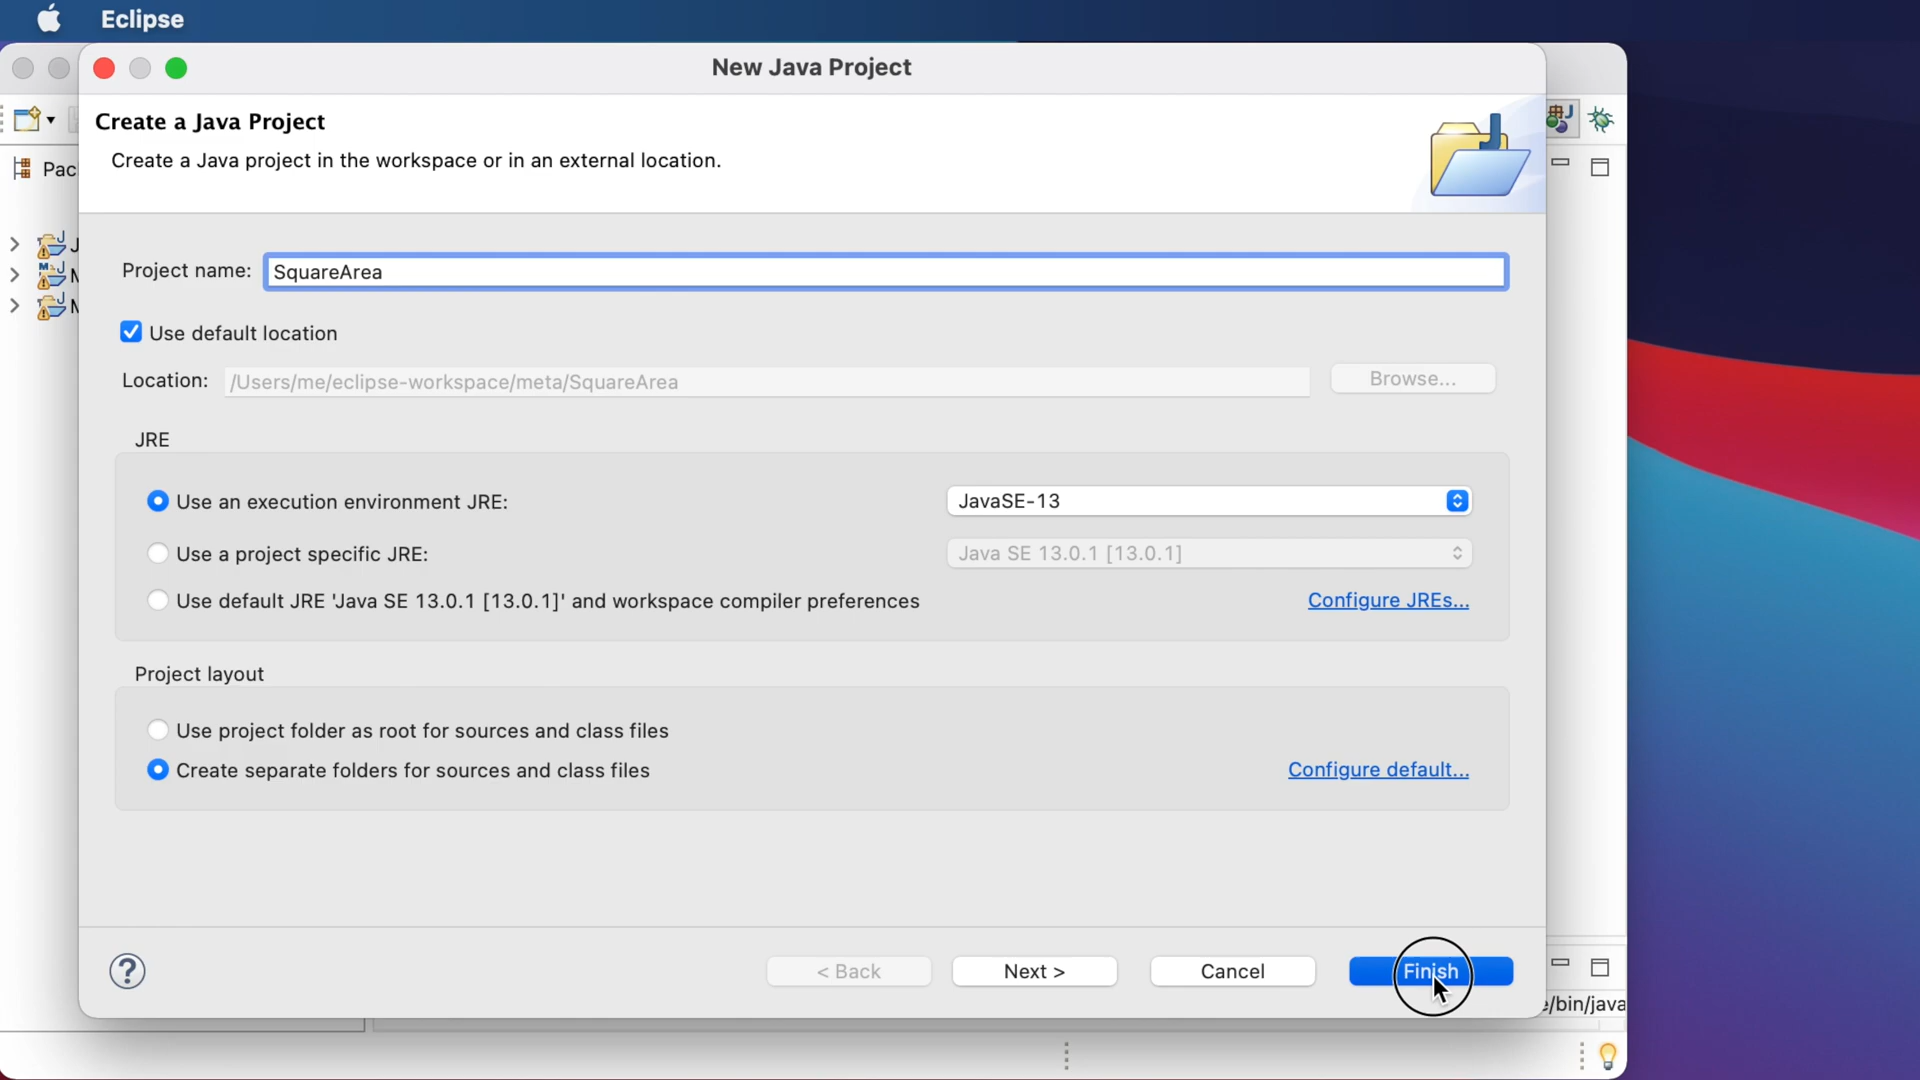 Eclipse
New Java Project
Create a Java Project
Create a Java project in the workspace or in an external location.
Pac
J
M
M
Project name: SquareArea
Use default location
Location: /Users/me/eclipse-workspace/meta/SquareArea Browse...
JRE
Use an execution environment JRE: JavaSE-13
Use a project specific JRE: Java SE 13.0.1 [13.0.1]
Use default JRE 'Java SE 13.0.1 [13.0.1]' and workspace compiler preferences Configure JREs...
Project layout
Use project folder as root for sources and class files
Create separate folders for sources and class files Configure default...
? < Back Next > Cancel Finish
e/bin/java